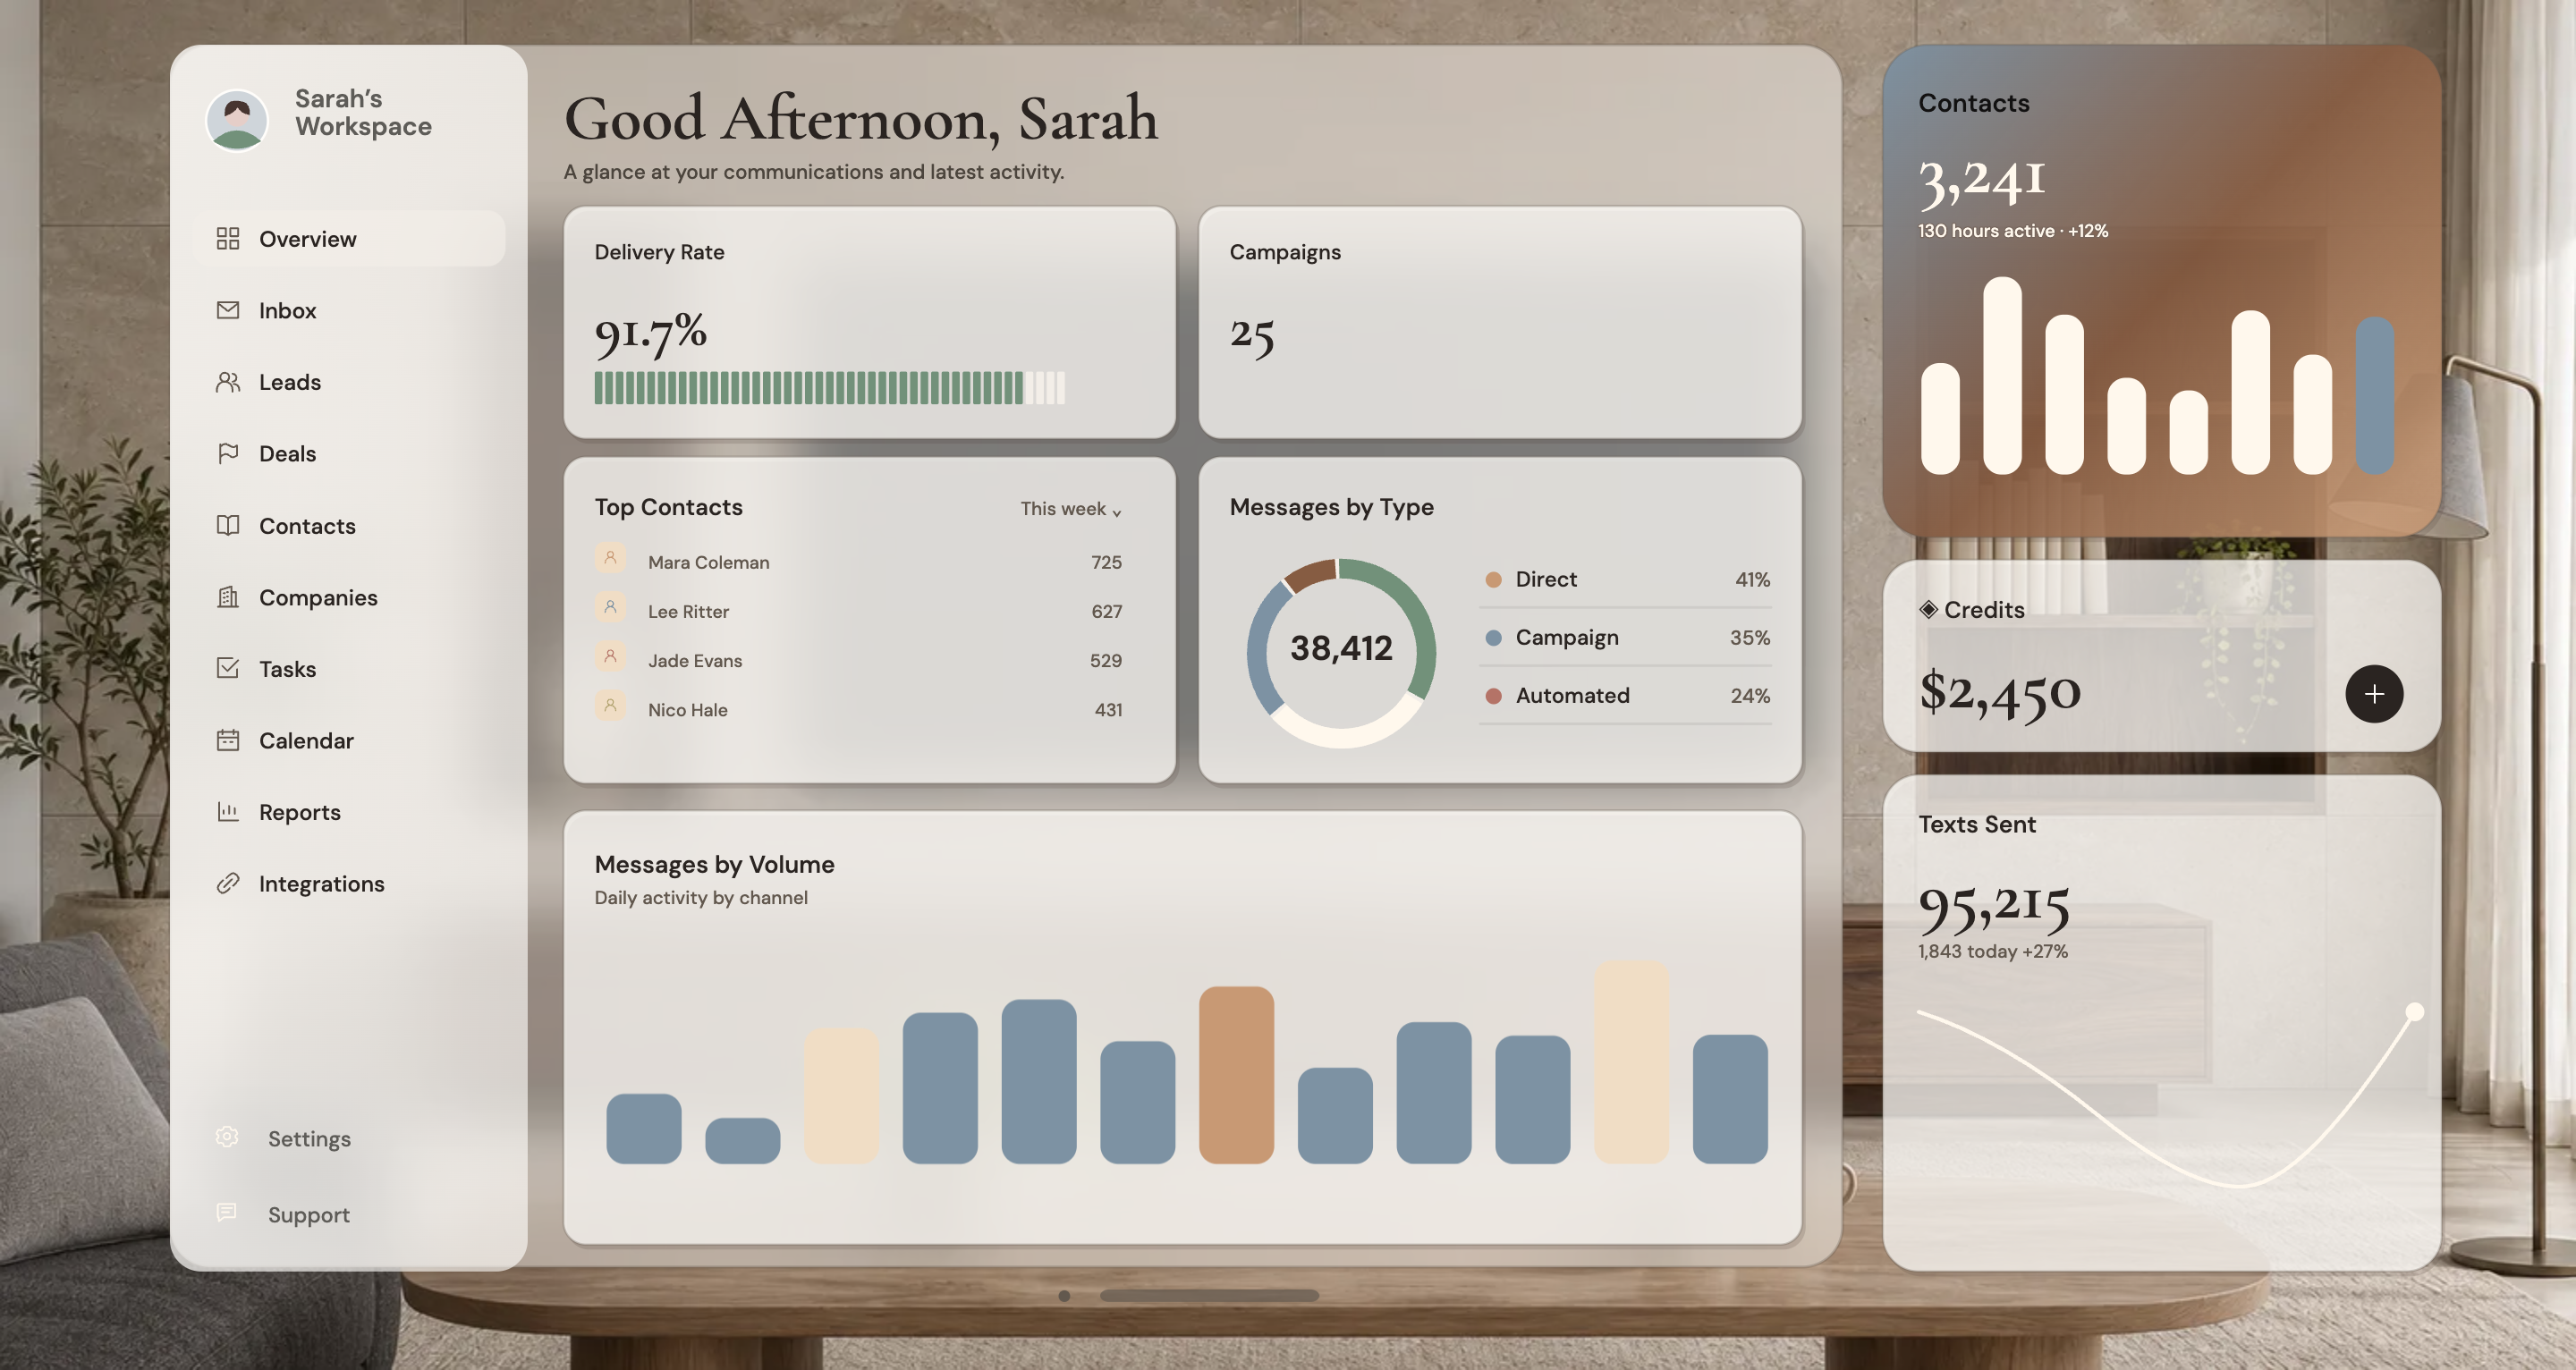 Sarah’s
Workspace
Overview
Inbox
Leads
Deals
Contacts
Companies
Tasks
Calendar
Reports
Integrations
Settings
Support
Good Afternoon, Sarah
A glance at your communications and latest activity.
Delivery Rate
91.7%
Campaigns
25
Top Contacts
This week
Mara Coleman 725
Lee Ritter 627
Jade Evans 529
Nico Hale 431
Messages by Type
38,412
Direct 41%
Campaign 35%
Automated 24%
Messages by Volume
Daily activity by channel
Contacts
3,241
130 hours active · +12%
Credits
$2,450
Texts Sent
95,215
1,843 today +27%